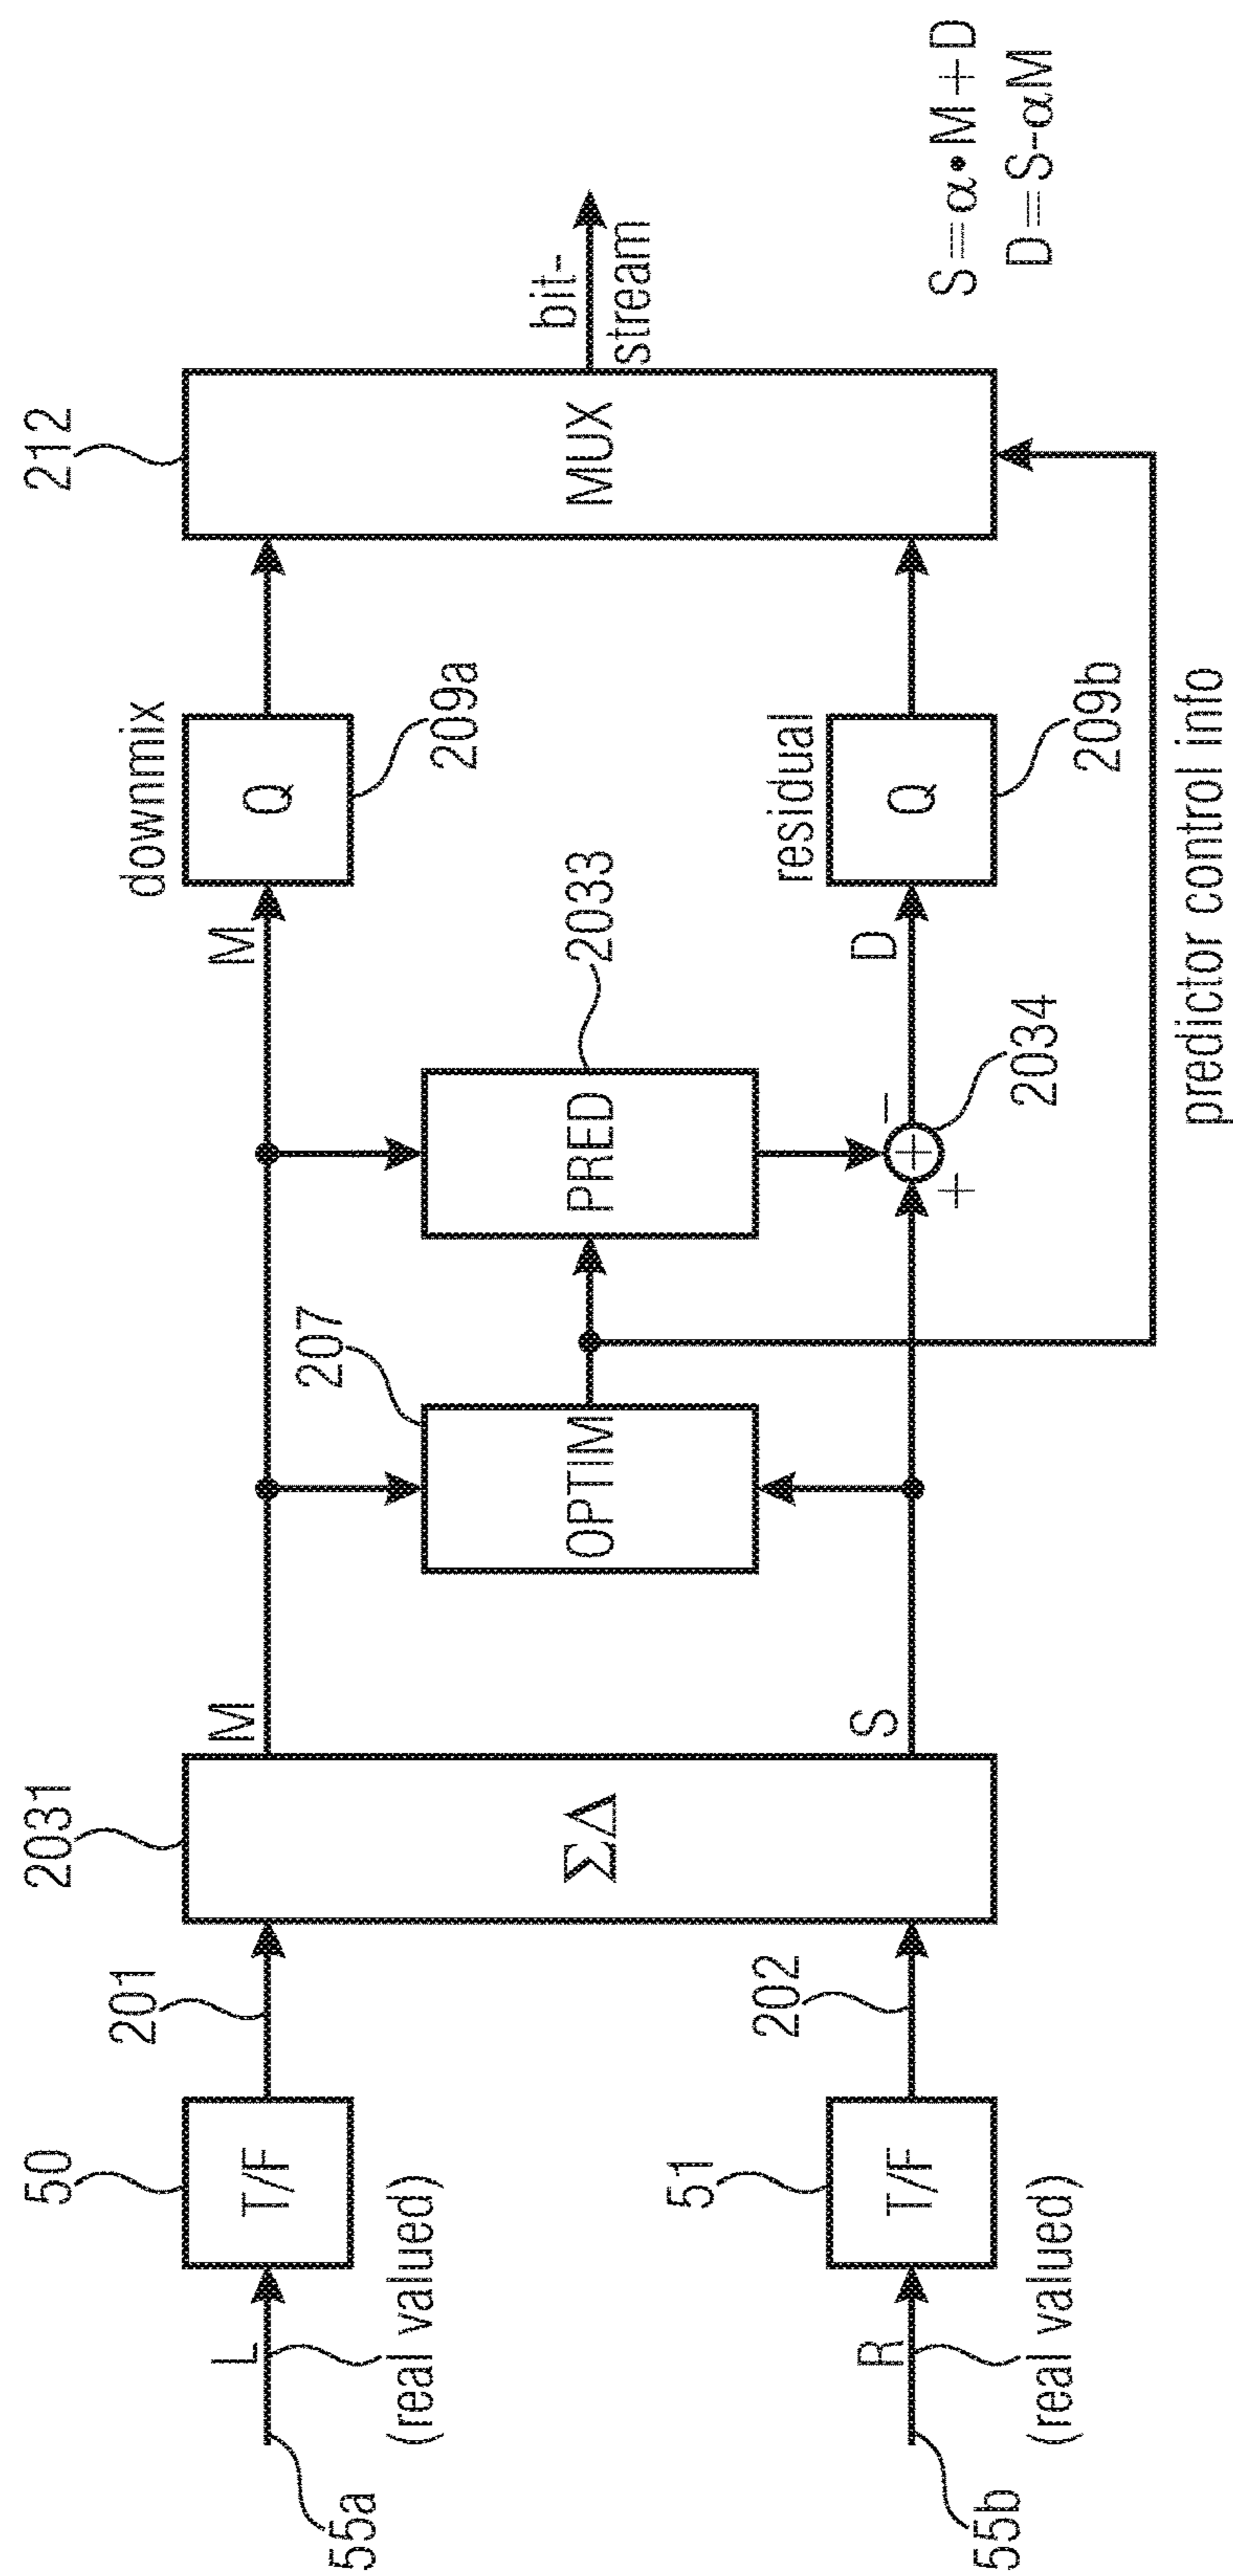 55a
L
(real valued)
50
T/F
201
55b
R
(real valued)
51
T/F
202
2031
ΣΔ
M
S
207
OPTIM
PRED
2033
+
+
−
2034
M
D
downmix
Q
209a
residual
Q
209b
predictor control info
212
MUX
bit-
stream
S=α•M+D
D=S-αM